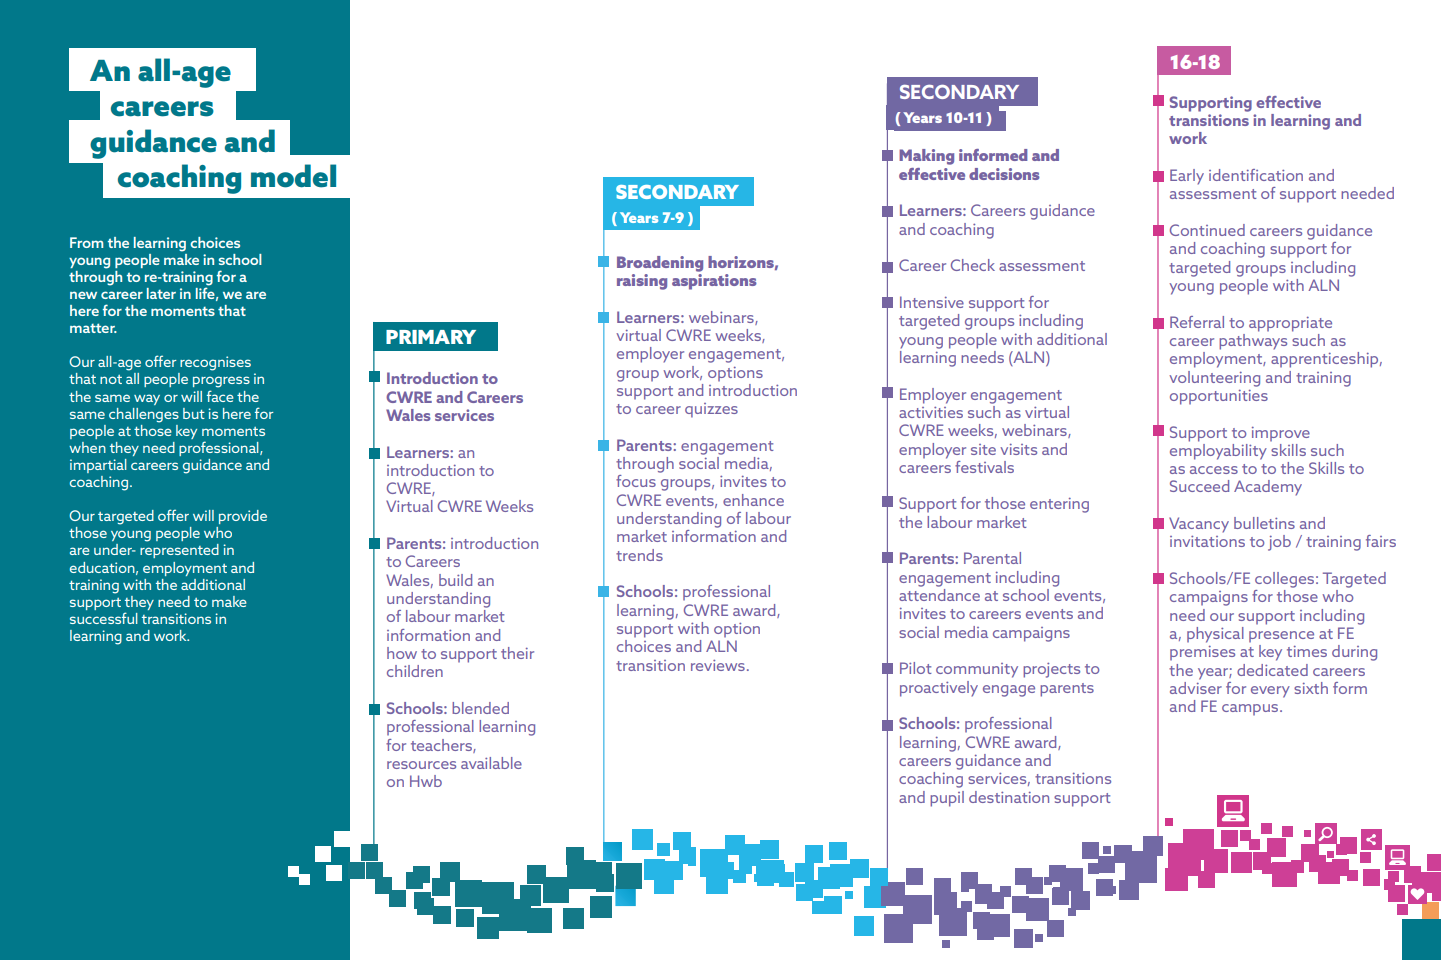 An all-age
careers
guidance and
coaching model
From the learning choices
young people make in school
through to re-training for a
new career later in life, we are
here for the moments that
matter.
Our all-age offer recognises
that not all people progress in
the same way or will face the
same challenges but is here for
people at those key moments
when they need professional,
impartial careers guidance and
coaching.
Our targeted offer will provide
those young people who
are under- represented in
education, employment and
training with the additional
support they need to make
successful transitions in
learning and work.
PRIMARY
Introduction to
CWRE and Careers
Wales services
Learners: an
introduction to
CWRE,
Virtual CWRE Weeks
Parents: introduction
to Careers
Wales, build an
understanding
of labour market
information and
how to support their
children
Schools: blended
professional learning
for teachers,
resources available
on Hwb
SECONDARY
( Years 7-9 )
Broadening horizons,
raising aspirations
Learners: webinars,
virtual CWRE weeks,
employer engagement,
group work, options
support and introduction
to career quizzes
Parents: engagement
through social media,
focus groups, invites to
CWRE events, enhance
understanding of labour
market information and
trends
Schools: professional
learning, CWRE award,
support with option
choices and ALN
transition reviews.
SECONDARY
( Years 10-11 )
Making informed and
effective decisions
Learners: Careers guidance
and coaching
Career Check assessment
Intensive support for
targeted groups including
young people with additional
learning needs (ALN)
Employer engagement
activities such as virtual
CWRE weeks, webinars,
employer site visits and
careers festivals
Support for those entering
the labour market
Parents: Parental
engagement including
attendance at school events,
invites to careers events and
social media campaigns
Pilot community projects to
proactively engage parents
Schools: professional
learning, CWRE award,
careers guidance and
coaching services, transitions
and pupil destination support
16-18
Supporting effective
transitions in learning and
work
Early identification and
assessment of support needed
Continued careers guidance
and coaching support for
targeted groups including
young people with ALN
Referral to appropriate
career pathways such as
employment, apprenticeship,
volunteering and training
opportunities
Support to improve
employability skills such
as access to to the Skills to
Succeed Academy
Vacancy bulletins and
invitations to job / training fairs
Schools/FE colleges: Targeted
campaigns for those who
need our support including
a, physical presence at FE
premises at key times during
the year; dedicated careers
adviser for every sixth form
and FE campus.